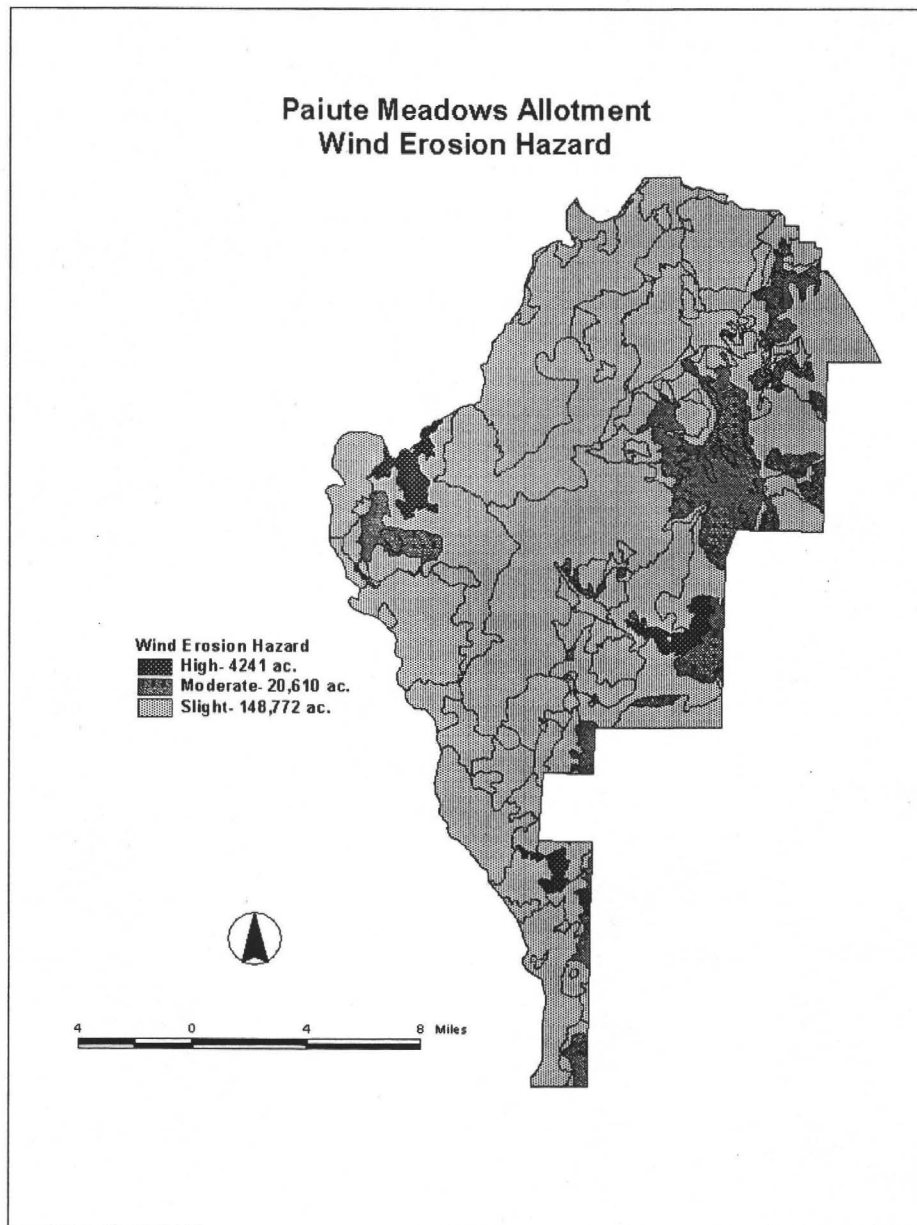 Paiute Meadows Allotment
Wind Erosion Hazard
Wind Erosion Hazard
High- 4241 ac.
Moderate- 20,610 ac.
Slight- 148,772 ac.
4 0 4 8 Miles